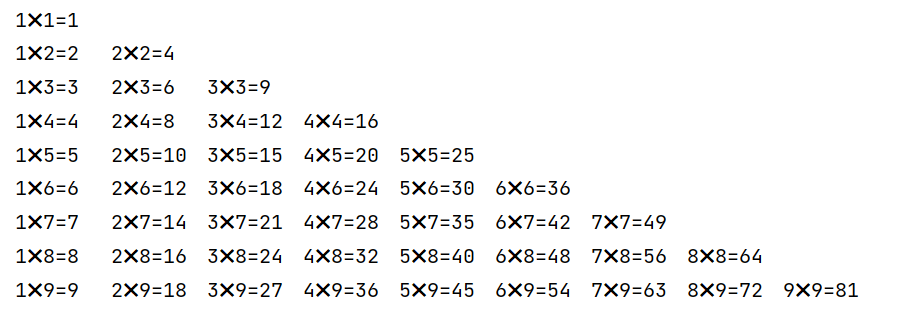 1×1=1
1×2=2 2×2=4
1×3=3 2×3=6 3×3=9
1×4=4 2×4=8 3×4=12 4×4=16
1×5=5 2×5=10 3×5=15 4×5=20 5×5=25
1×6=6 2×6=12 3×6=18 4×6=24 5×6=30 6×6=36
1×7=7 2×7=14 3×7=21 4×7=28 5×7=35 6×7=42 7×7=49
1×8=8 2×8=16 3×8=24 4×8=32 5×8=40 6×8=48 7×8=56 8×8=64
1×9=9 2×9=18 3×9=27 4×9=36 5×9=45 6×9=54 7×9=63 8×9=72 9×9=81